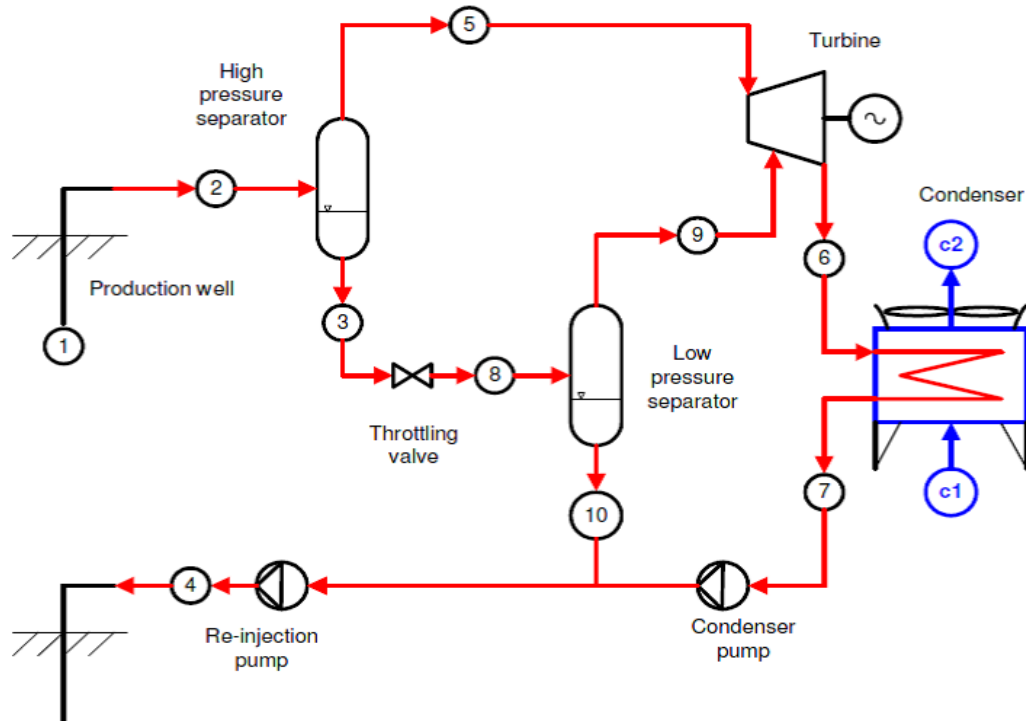 5
Turbine
High
pressure
separator
~
2
Condenser
c2
9
6
Production well
1
3
8
Low
pressure
separator
Throttling
valve
7
c1
10
4
Re-injection
pump
Condenser
pump